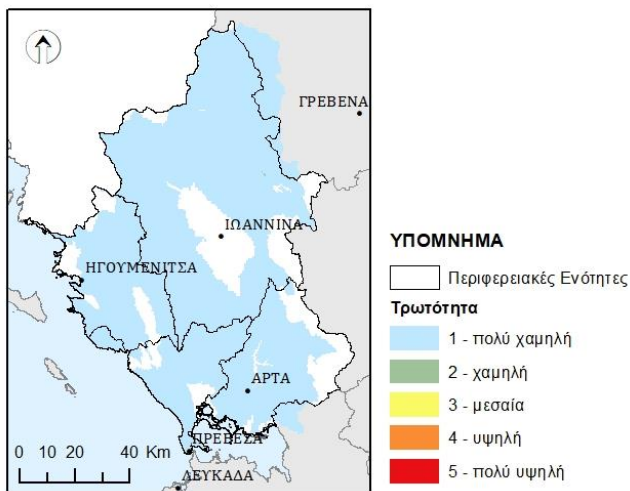 ΓΡΕΒΕΝΑ
ΙΩΑΝΝΙΝΑ
ΗΓΟΥΜΕΝΙΤΣΑ
ΑΡΤΑ
ΠΡΕΒΕΖΑ
ΛΕΥΚΑΔΑ
0 10 20 40 Km
ΥΠΟΜΝΗΜΑ
Περιφερειακές Ενότητες
Τρωτότητα
1 - πολύ χαμηλή
2 - χαμηλή
3 - μεσαία
4 - υψηλή
5 - πολύ υψηλή